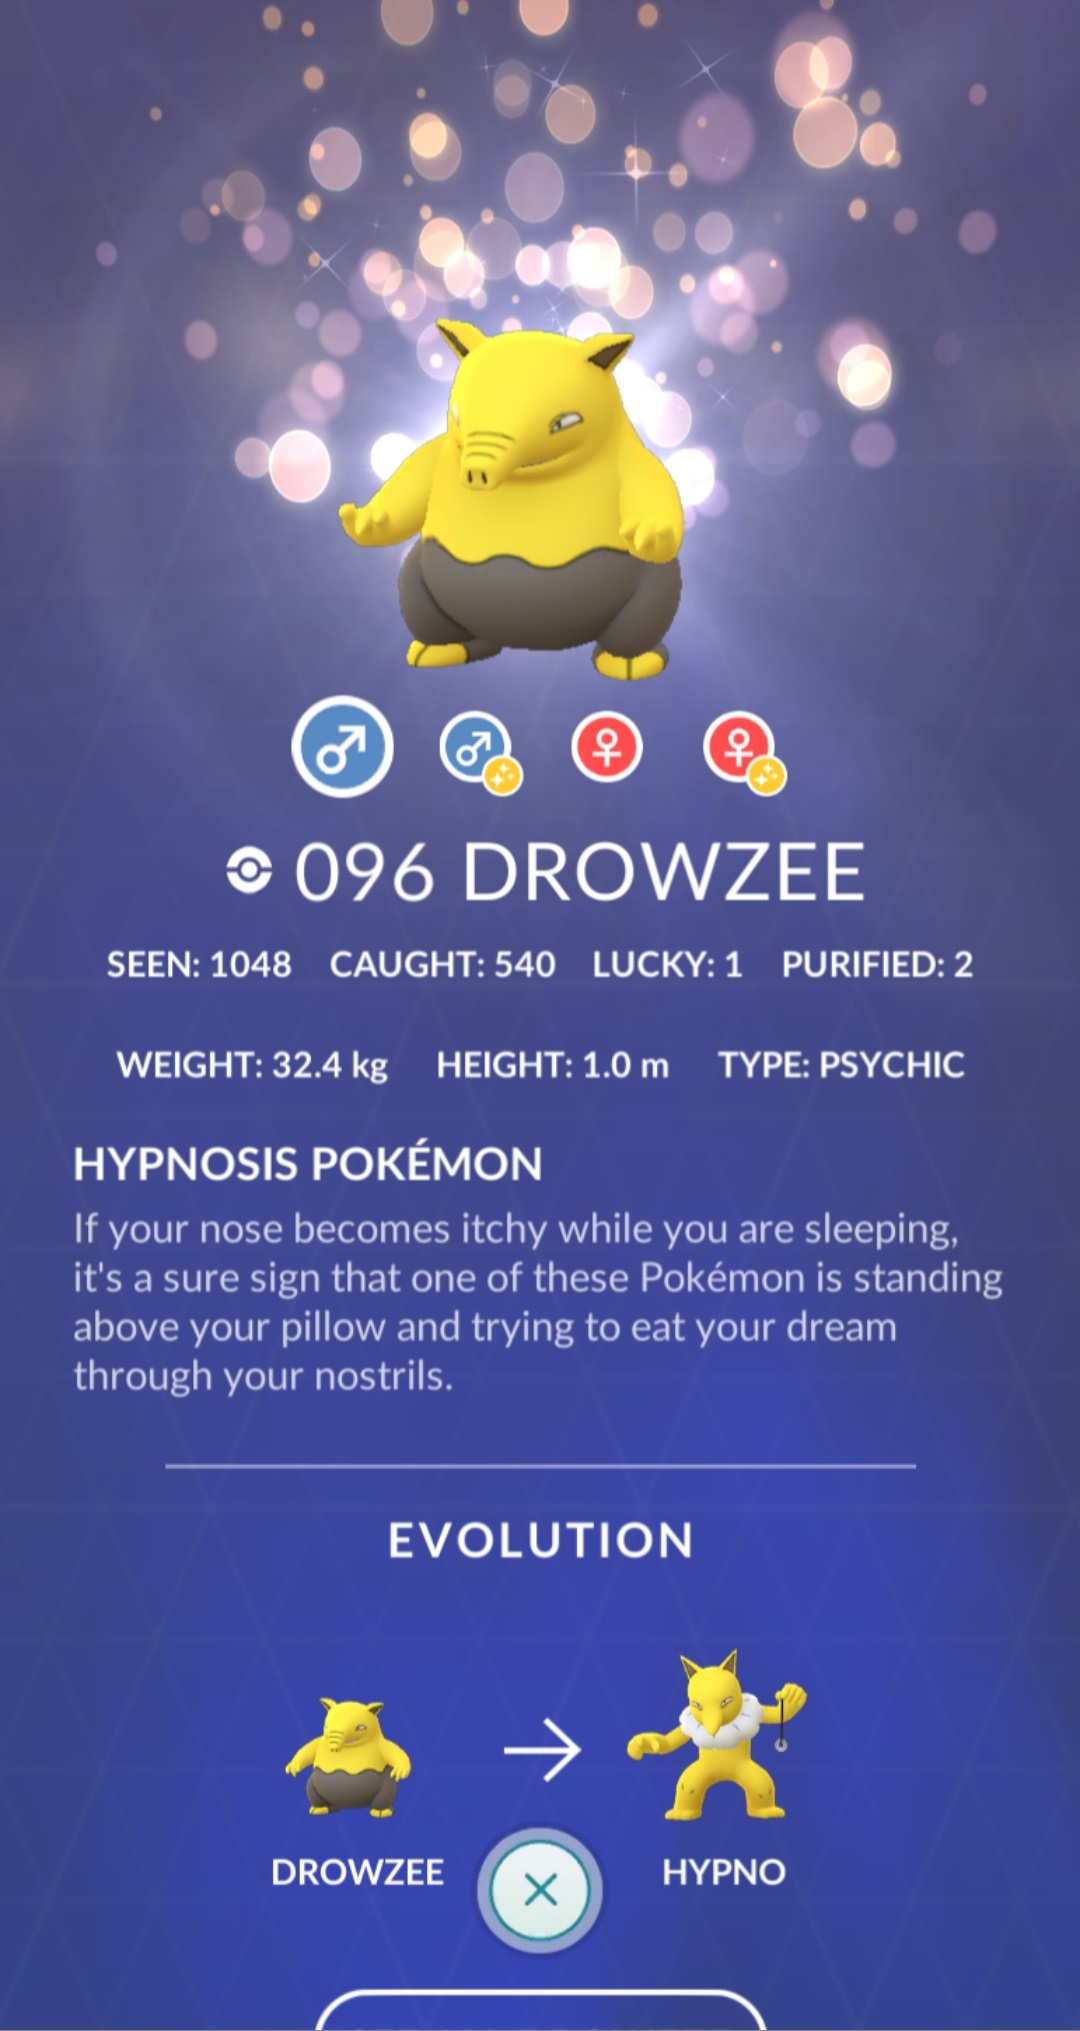 096 DROWZEE
SEEN: 1048 CAUGHT: 540 LUCKY: 1 PURIFIED: 2
WEIGHT: 32.4 kg HEIGHT: 1.0 m TYPE: PSYCHIC
HYPNOSIS POKÉMON
If your nose becomes itchy while you are sleeping,
it's a sure sign that one of these Pokémon is standing
above your pillow and trying to eat your dream
through your nostrils.
EVOLUTION
DROWZEE HYPNO